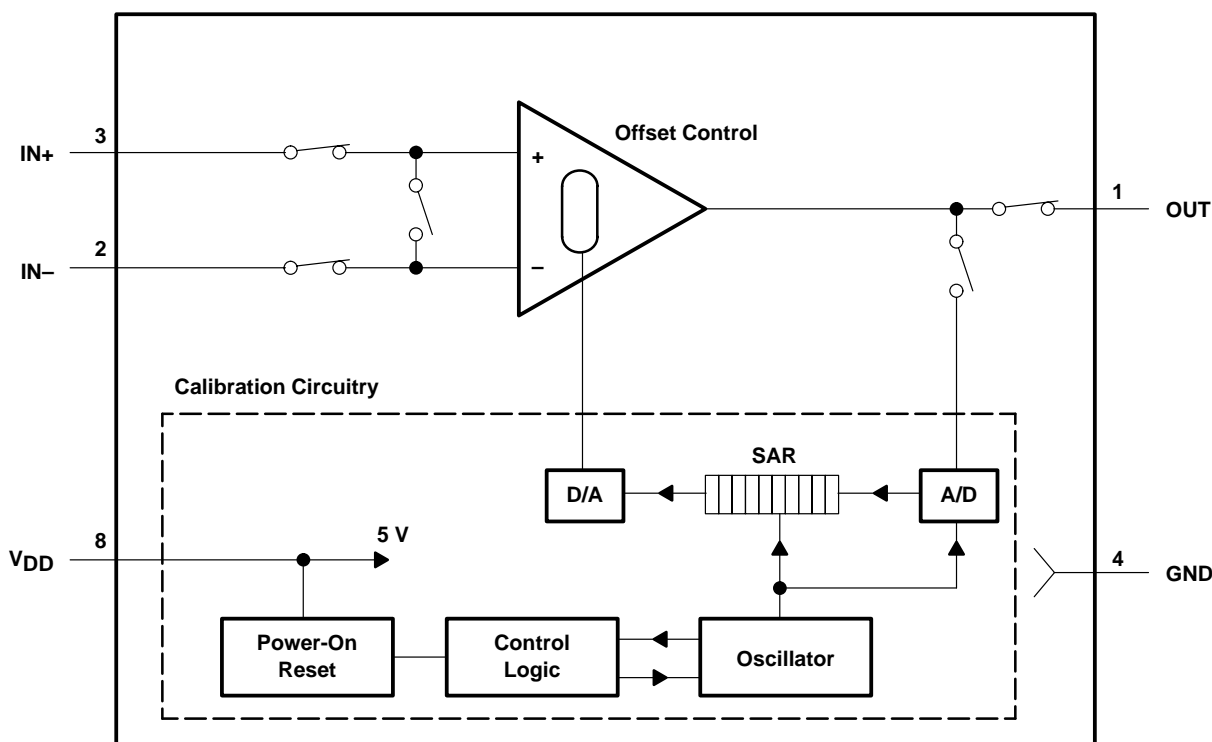 Offset Control
3
IN+
+
1
OUT
2
IN–
–
Calibration Circuitry
SAR
D/A
A/D
5 V
8
VDD
4
GND
Power-On
Reset
Control
Logic
Oscillator